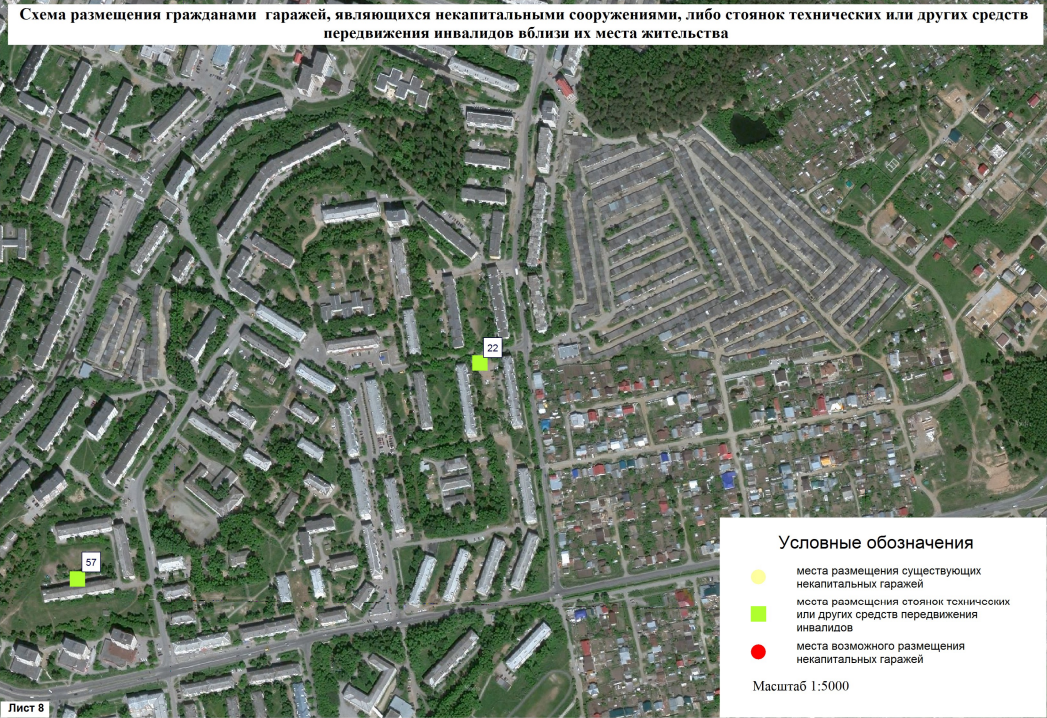 Схема размещения гражданами гаражей, являющихся некапитальными сооружениями, либо стоянок технических или других средств
передвижения инвалидов вблизи их места жительства
22
57
Условные обозначения
места размещения существующих
некапитальных гаражей
места размещения стоянок технических
или других средств передвижения
инвалидов
места возможного размещения
некапитальных гаражей
Масштаб 1:5000
Лист 8